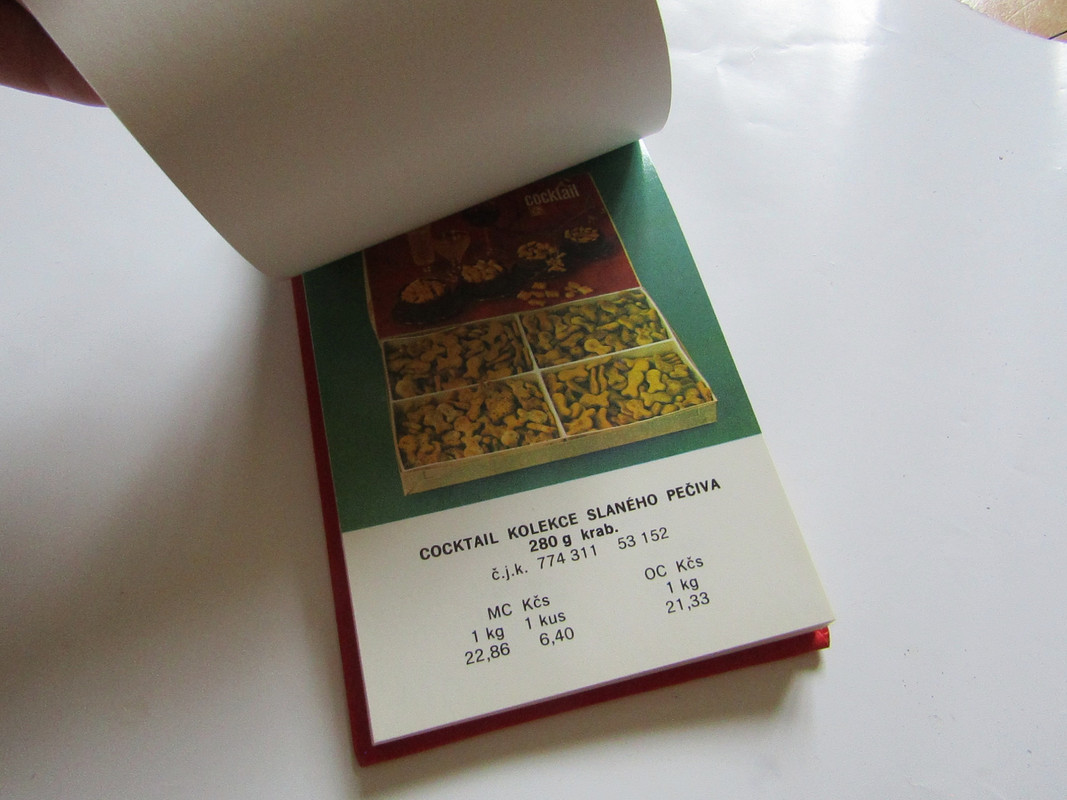 cocktail
COCKTAIL KOLEKCE SLANÉHO PEČIVA
280 g krab.
č.j.k. 774 311 53 152
MC Kčs OC Kčs
1 kg 1 kus 1 kg
22,86 6,40 21,33